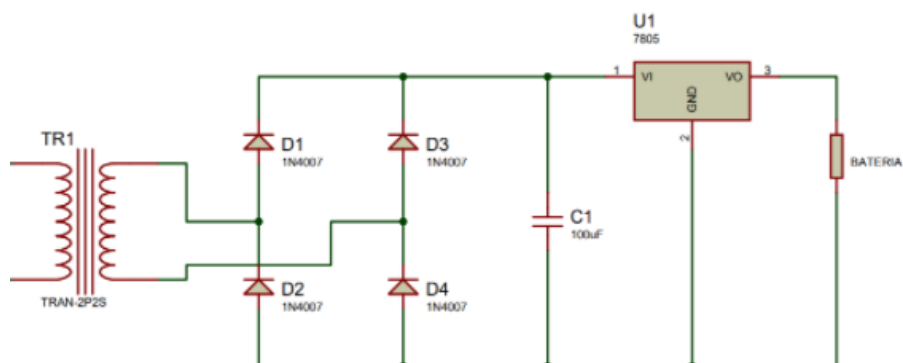 U1
7805
1
VI
VO
3
GND
2
TR1
D1
1N4007
D3
1N4007
BATERIA
C1
100uF
TRAN-2P2S
D2
1N4007
D4
1N4007